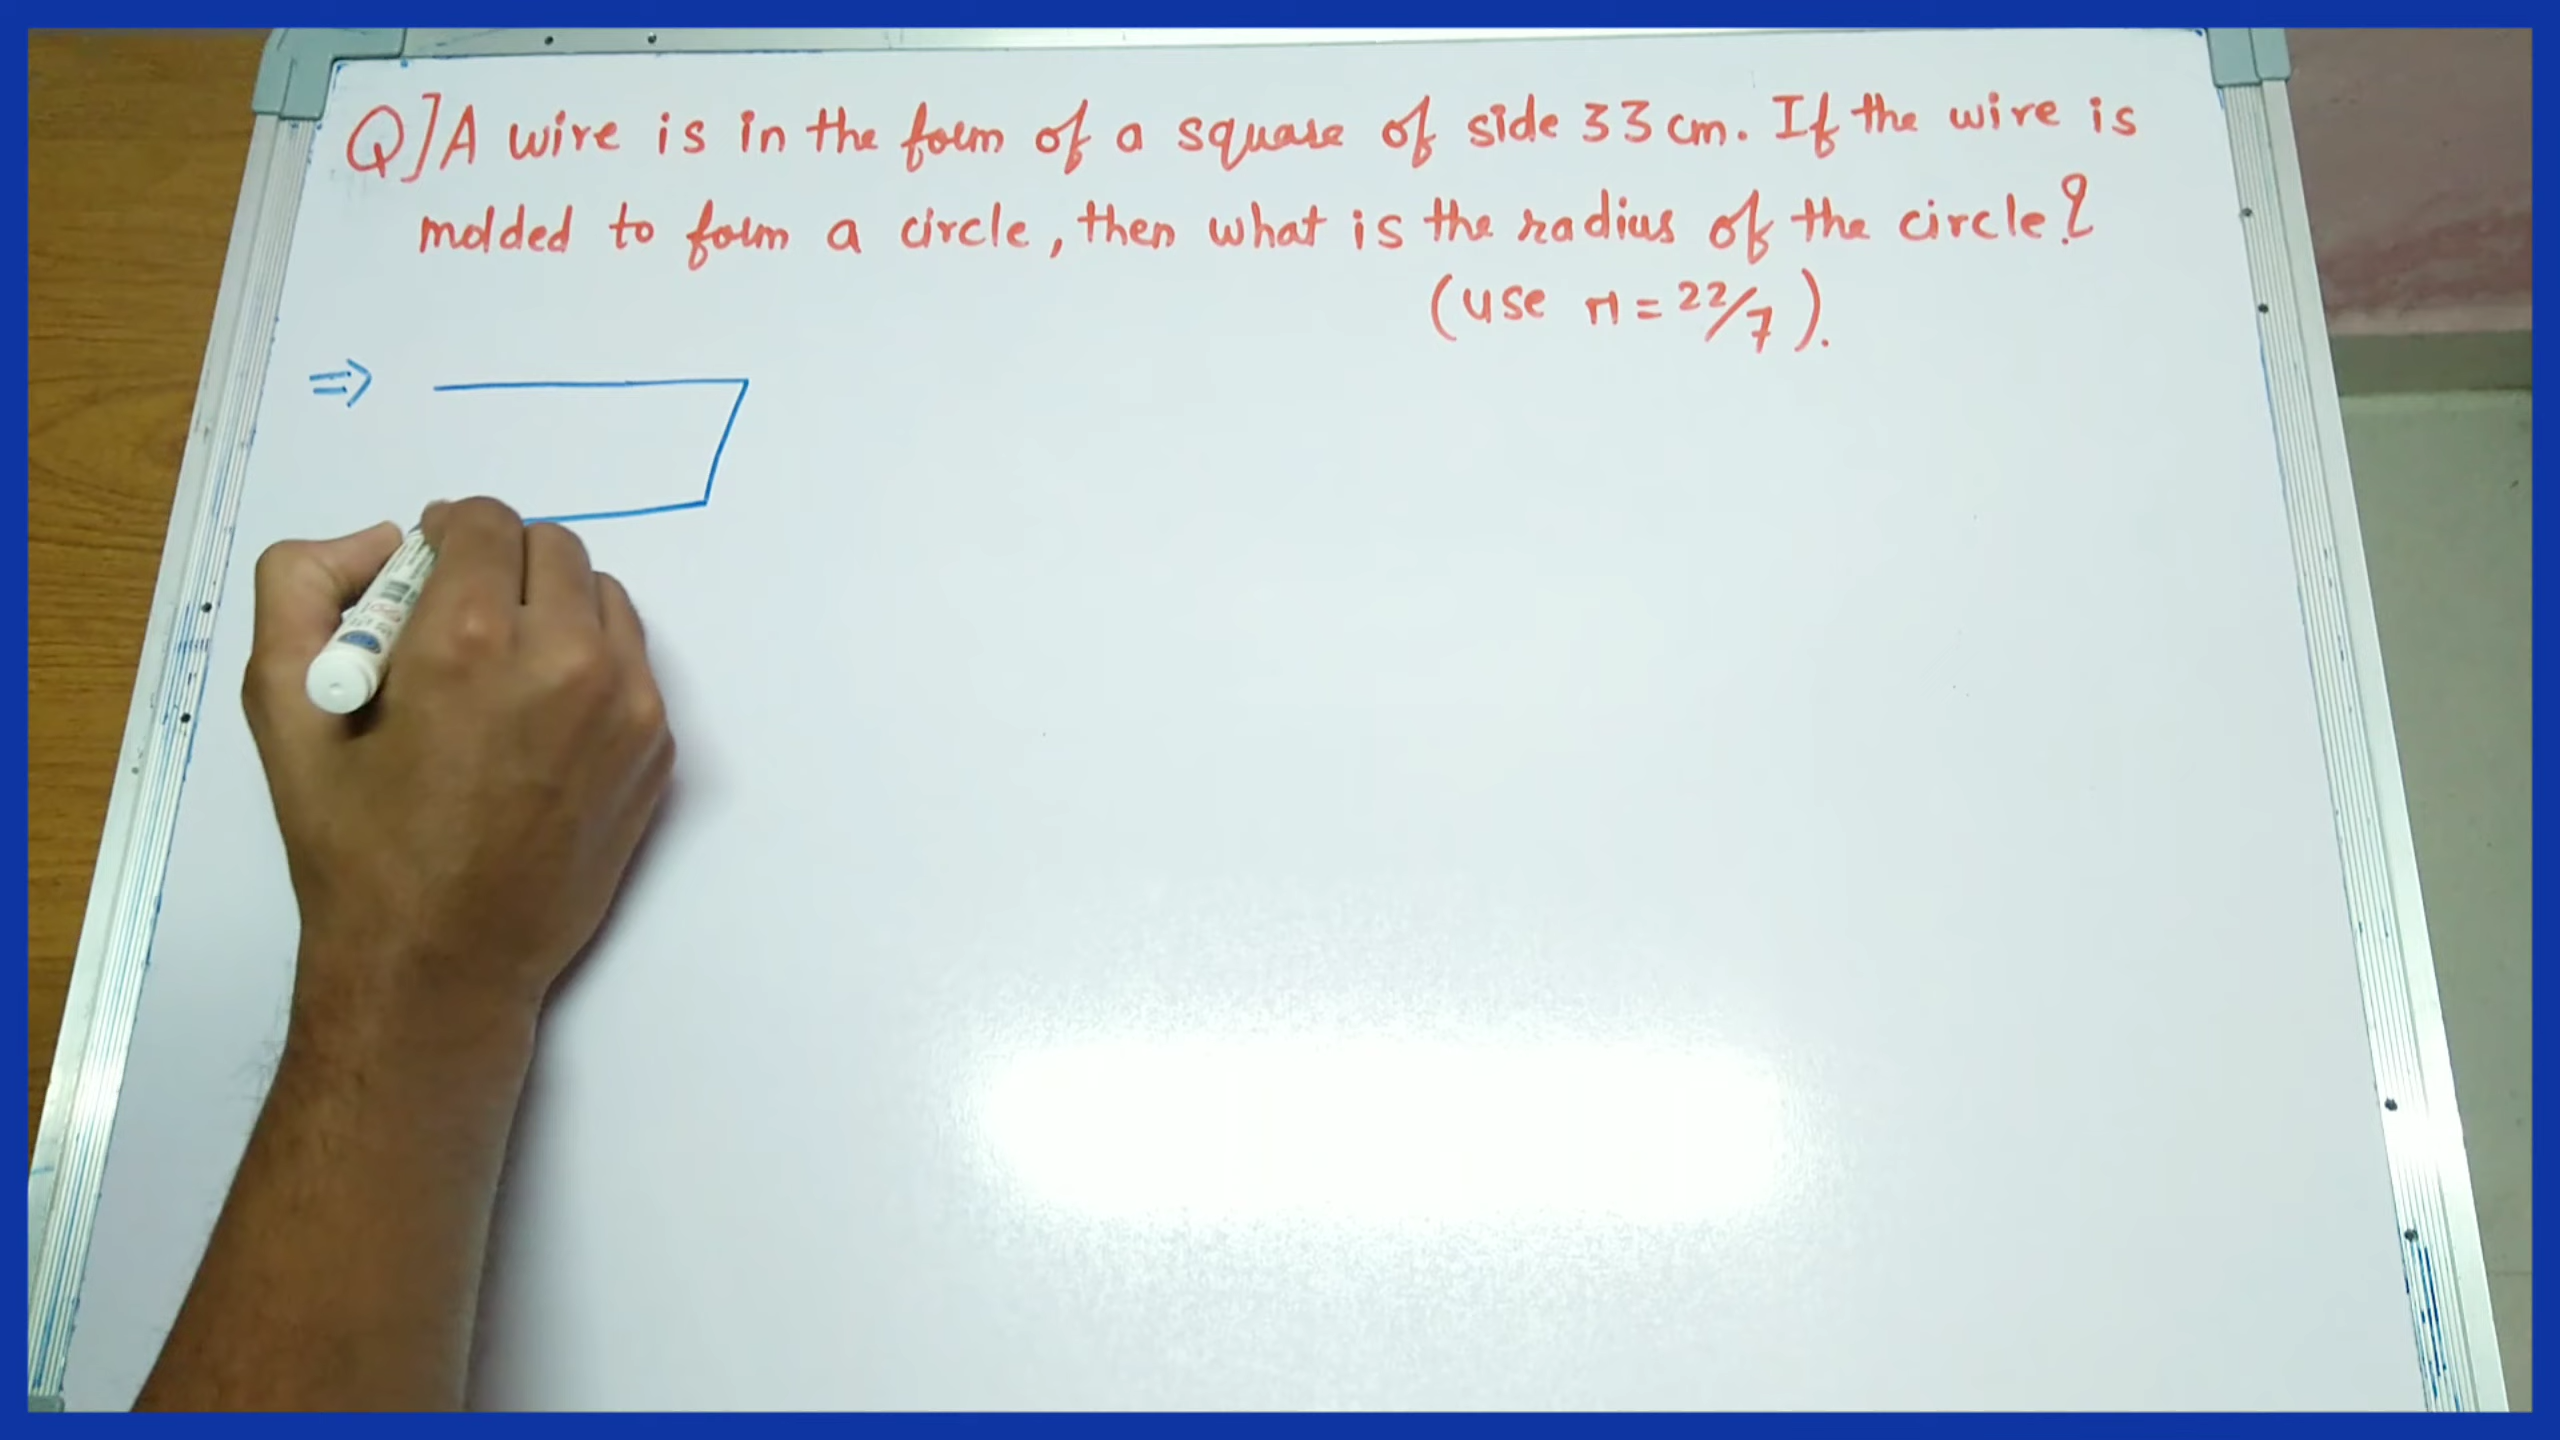 Q] A wire is in the form of a square of side 33 cm. If the wire is
molded to form a circle, then what is the radius of the circle?
(use π = 22/7).
⇒